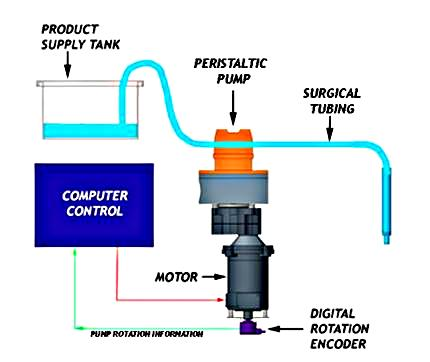 PRODUCT
SUPPLY TANK
PERISTALTIC
PUMP
SURGICAL
TUBING
COMPUTER
CONTROL
MOTOR
DIGITAL
ROTATION
ENCODER
PUMP ROTATION INFORMATION